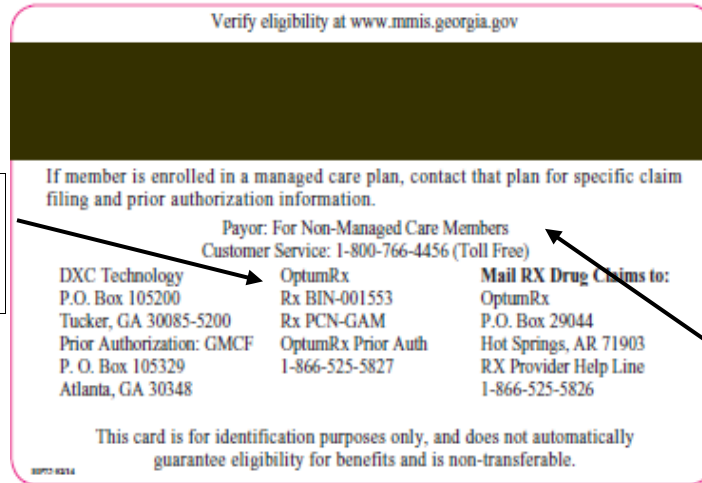 Verify eligibility at www.mmis.georgia.gov
If member is enrolled in a managed care plan, contact that plan for specific claim
filing and prior authorization information.
Payor: For Non-Managed Care Members
Customer Service: 1-800-766-4456 (Toll Free)
DXC Technology
P.O. Box 105200
Tucker, GA 30085-5200
Prior Authorization: GMCF
P. O. Box 105329
Atlanta, GA 30348
OptumRx
Rx BIN-001553
Rx PCN-GAM
OptumRx Prior Auth
1-866-525-5827
Mail RX Drug Claims to:
OptumRx
P.O. Box 29044
Hot Springs, AR 71903
RX Provider Help Line
1-866-525-5826
This card is for identification purposes only, and does not automatically
guarantee eligibility for benefits and is non-transferable.